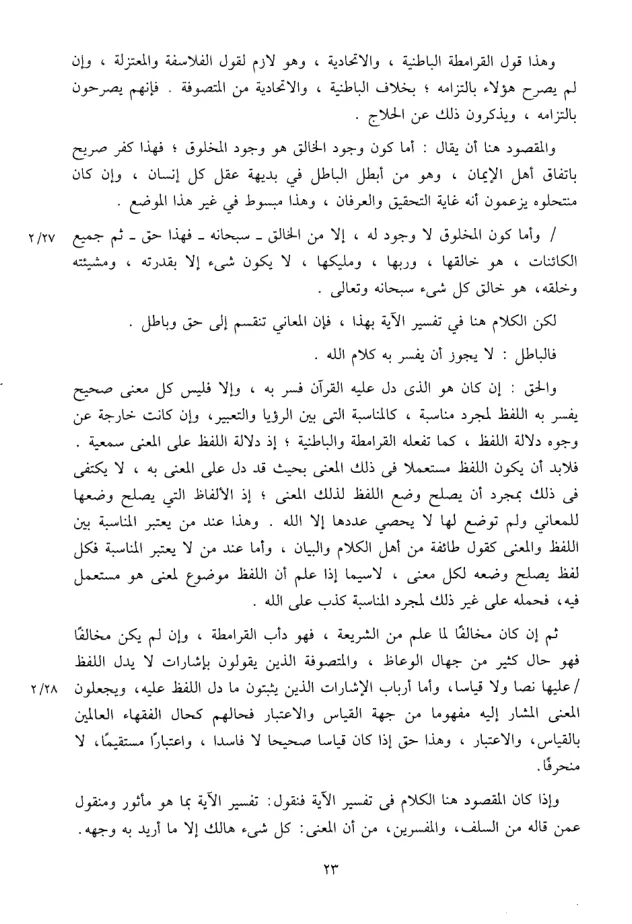 وهذا قول القرامطة الباطنية ، والاتحادية ، وهو لازم لقول الفلاسفة والمعتزلة ، وإن
لم يصرح هؤلاء بالتزامه ؛ بخلاف الباطنية ، والاتحادية من المتصوفة . فإنهم يصرحون
بالتزامه ، ويذكرون ذلك عن الحلاج .
والمقصود هنا أن يقال : أما كون وجود الخالق هو وجود المخلوق ؛ فهذا كفر صريح
باتفاق أهل الإيمان ، وهو من أبطل الباطل في بديهة عقل كل إنسان ، وإن كان
منتحلوه يزعمون أنه غاية التحقيق والعرفان ، وهذا مبسوط في غير هذا الموضع .
/ وأما كون المخلوق لا وجود له ، إلا من الخالق ـ سبحانه ـ فهذا حق ـ ثم جميع ٢/٢٧
الكائنات ، هو خالقها ، وربها ، ومليكها ، لا يكون شىء إلا بقدرته ، ومشيئته
وخلقه، هو خالق كل شىء سبحانه وتعالى .
لكن الكلام هنا في تفسير الآية بهذا ، فإن المعاني تنقسم إلى حق وباطل .
فالباطل : لا يجوز أن يفسر به كلام الله .
والحق : إن كان هو الذى دل عليه القرآن فسر به ، وإلا فليس كل معنى صحيح
يفسر به اللفظ لمجرد مناسبة ، كالمناسبة التى بين الرؤيا والتعبير، وإن كانت خارجة عن
وجوه دلالة اللفظ ، كما تفعله القرامطة والباطنية ؛ إذ دلالة اللفظ على المعنى سمعية .
فلابد أن يكون اللفظ مستعملا فى ذلك المعنى بحيث قد دل على المعنى به ، لا يكتفى
فى ذلك بمجرد أن يصلح وضع اللفظ لذلك المعنى ؛ إذ الألفاظ التي يصلح وضعها
للمعاني ولم توضع لها لا يحصي عددها إلا الله . وهذا عند من يعتبر المناسبة بين
اللفظ والمعنى كقول طائفة من أهل الكلام والبيان ، وأما عند من لا يعتبر المناسبة فكل
لفظ يصلح وضعه لكل معنى ، لاسيما إذا علم أن اللفظ موضوع لمعنى هو مستعمل
فيه، فحمله على غير ذلك لمجرد المناسبة كذب على الله .
ثم إن كان مخالفًا لما علم من الشريعة ، فهو دأب القرامطة ، وإن لم يكن مخالفًا
فهو حال كثير من جهال الوعاظ ، والمتصوفة الذين يقولون بإشارات لا يدل اللفظ
/ عليها نصا ولا قياسا، وأما أرباب الإشارات الذين يثبتون ما دل اللفظ عليه، ويجعلون ٢/٢٨
المعنى المشار إليه مفهوما من جهة القياس والاعتبار فحالهم كحال الفقهاء العالمين
بالقياس، والاعتبار ، وهذا حق إذا كان قياسا صحيحا لا فاسدا ، واعتبارًا مستقيمًا، لا
منحرفًا.
وإذا كان المقصود هنا الكلام فى تفسير الآية فنقول: تفسير الآية بما هو مأثور ومنقول
عمن قاله من السلف، والمفسرين، من أن المعنى: كل شىء هالك إلا ما أريد به وجهه.
٢٣